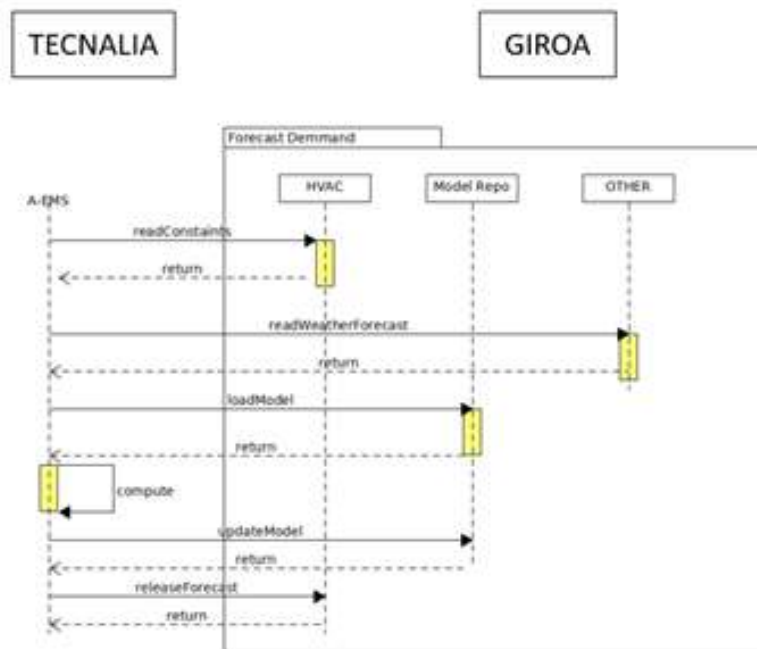 TECNALIA
GIROA
Forecast Demmand
HVAC
Model Repo
OTHER
A-EMS
readConstaints
return
readWeatherForecast
return
loadModel
return
compute
updateModel
return
releaseForecast
return